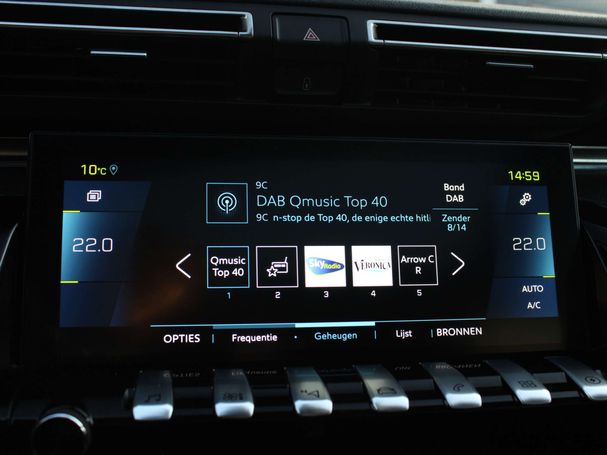 10°C
14:59
9C
DAB Qmusic Top 40
9C n-stop de Top 40, de enige echte hitli
Band
DAB
Zender
8/14
22.0
22.0
Qmusic
Top 40
Sky Radio
VERONICA
Arrow C
R
1
2
3
4
5
AUTO
A/C
OPTIES
Frequentie
Geheugen
Lijst
BRONNEN